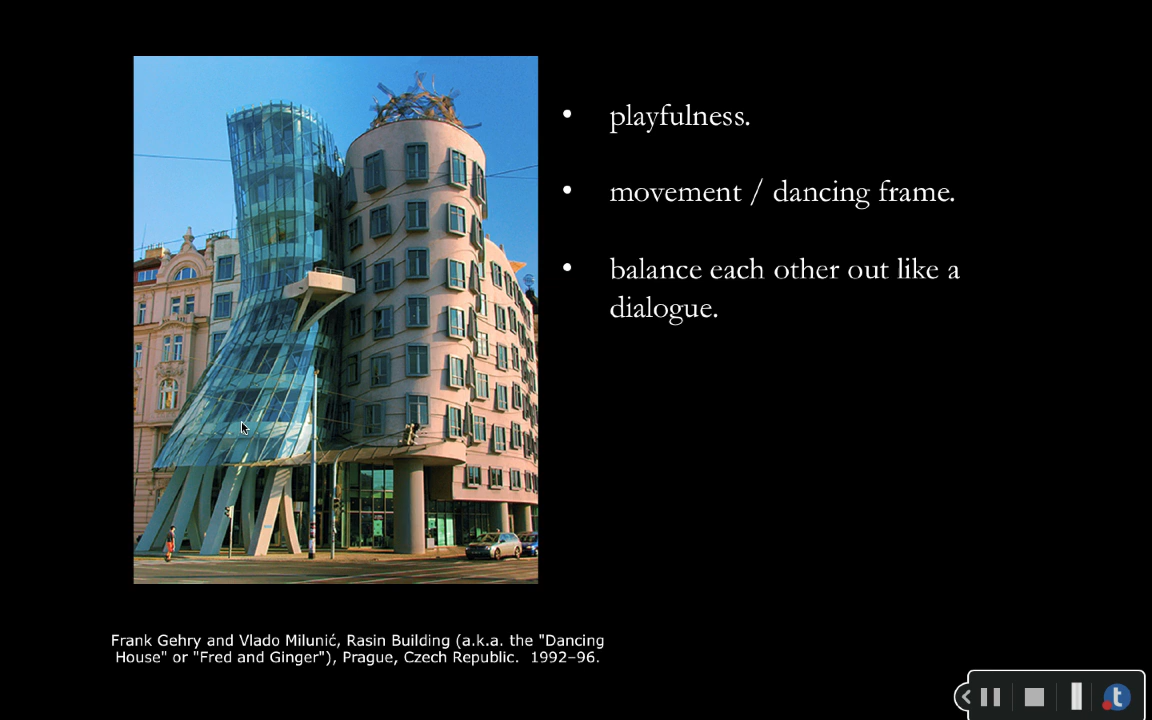 • playfulness.
• movement / dancing frame.
• balance each other out like a
dialogue.
Frank Gehry and Vlado Milunić, Rasin Building (a.k.a. the "Dancing
House" or "Fred and Ginger"), Prague, Czech Republic.  1992–96.
t